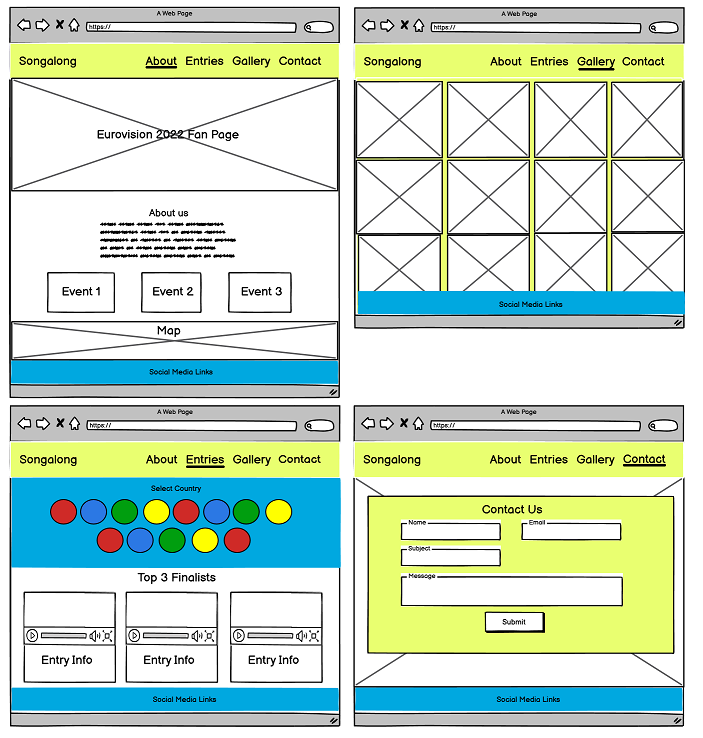 A Web Page
https://
Songalong About Entries Gallery Contact
Eurovision 2022 Fan Page
About us
Event 1 Event 2 Event 3
Map
Social Media Links
A Web Page
https://
Songalong About Entries Gallery Contact
Social Media Links
A Web Page
https://
Songalong About Entries Gallery Contact
Select Country
Top 3 Finalists
Entry Info Entry Info Entry Info
Social Media Links
A Web Page
https://
Songalong About Entries Gallery Contact
Contact Us
Name Email
Subject
Message
Submit
Social Media Links